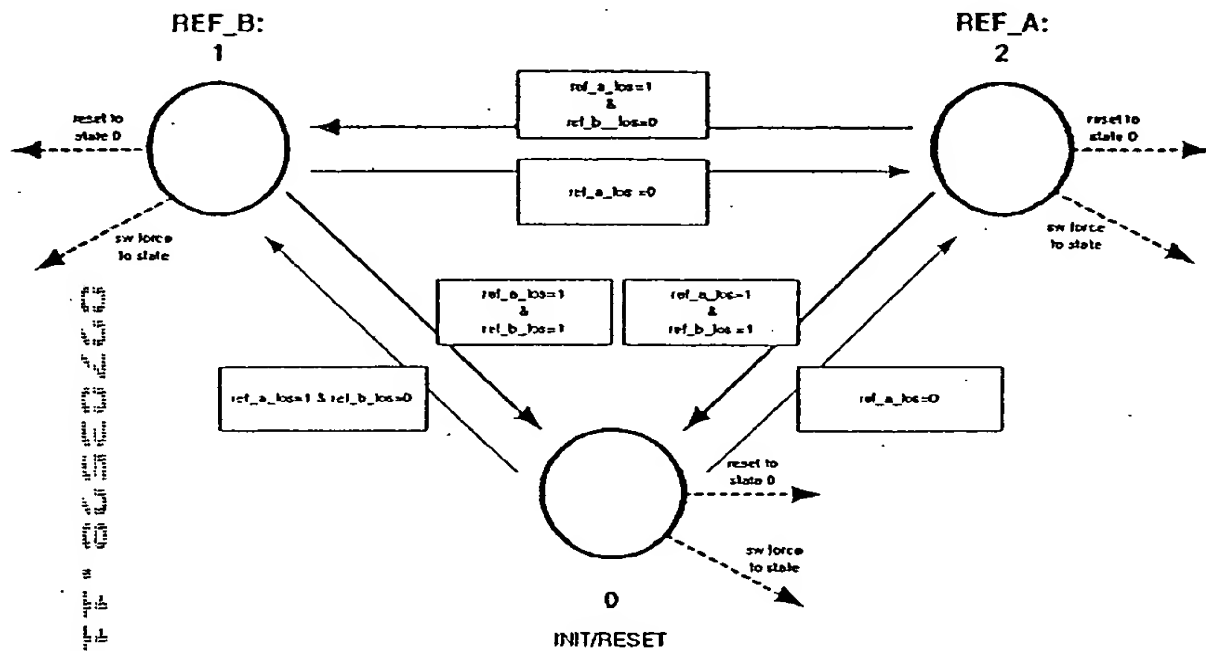 REF_B:
1
REF_A:
2
ref_a_los=1
&
ref_b_los=0
reset to
state 0
reset to
state 0
ref_a_los =0
sw force
to state
sw force
to state
ref_a_los=1
&
ref_b_los=1
ref_a_los=1
&
ref_b_los =1
ref_a_los=1 & ref_b_los=0
ref_a_los=0
reset to
state 0
sw force
to state
0
INIT/RESET